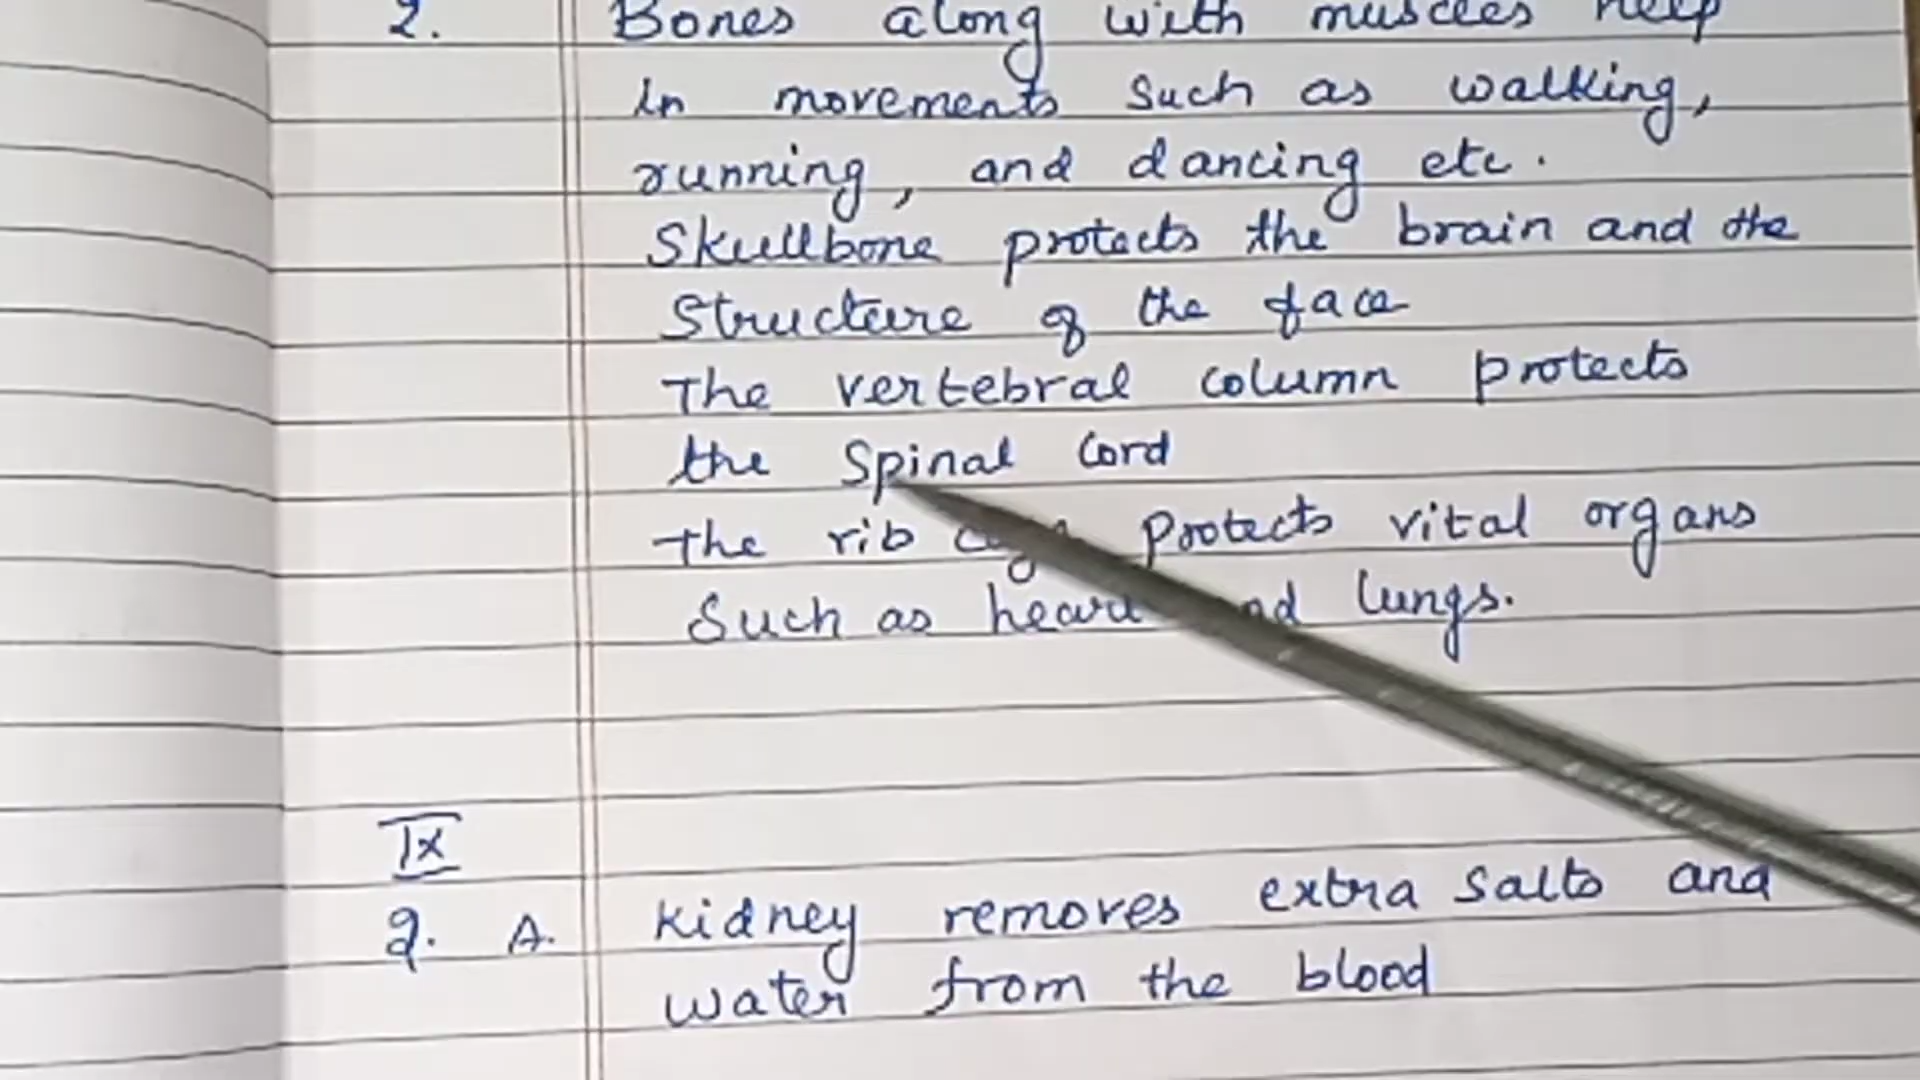 2. Bones along with muscles help
in movements such as walking,
running, and dancing etc.
Skullbone protects the brain and the
structure of the face
The vertebral column protects
the Spinal Cord
the rib protects vital organs
Such as lungs.
IX
2. A. Kidney removes extra salts and
water from the blood